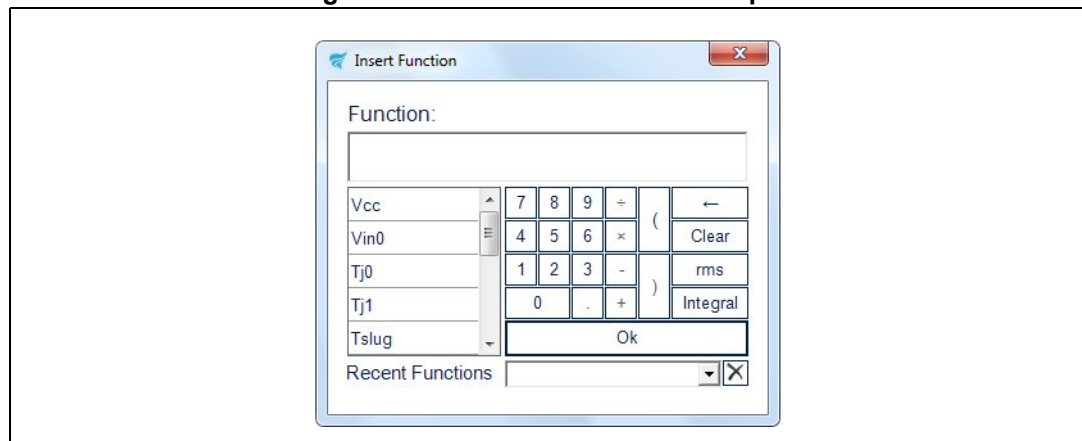 Insert Function
Function:
Vcc 7 8 9 ÷ ( ←
Vin0 4 5 6 × Clear
Tj0 1 2 3 - ) rms
Tj1 0 . + Integral
Tslug Ok
Recent Functions